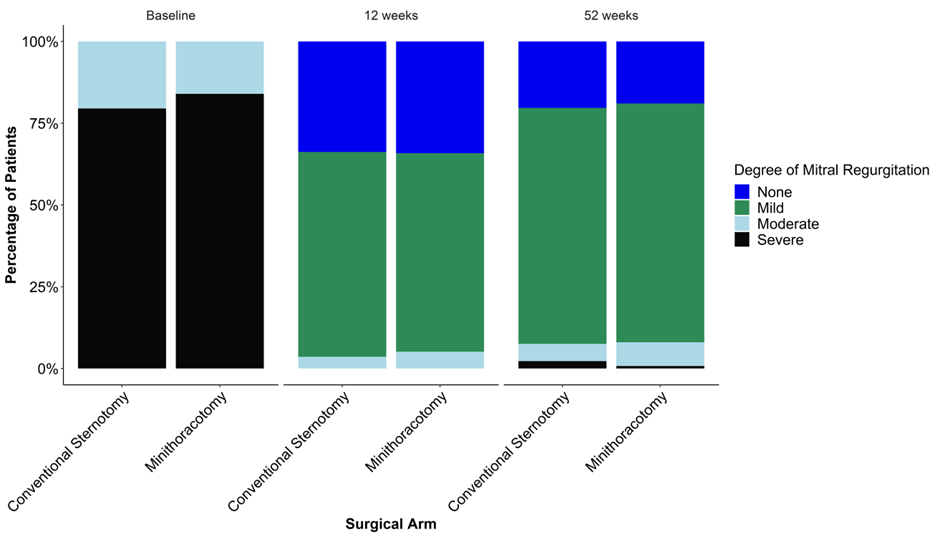 Baseline
12 weeks
52 weeks
Percentage of Patients
100%
75%
50%
25%
0%
Conventional Sternotomy
Minithoracotomy
Conventional Sternotomy
Minithoracotomy
Conventional Sternotomy
Minithoracotomy
Surgical Arm
Degree of Mitral Regurgitation
None
Mild
Moderate
Severe